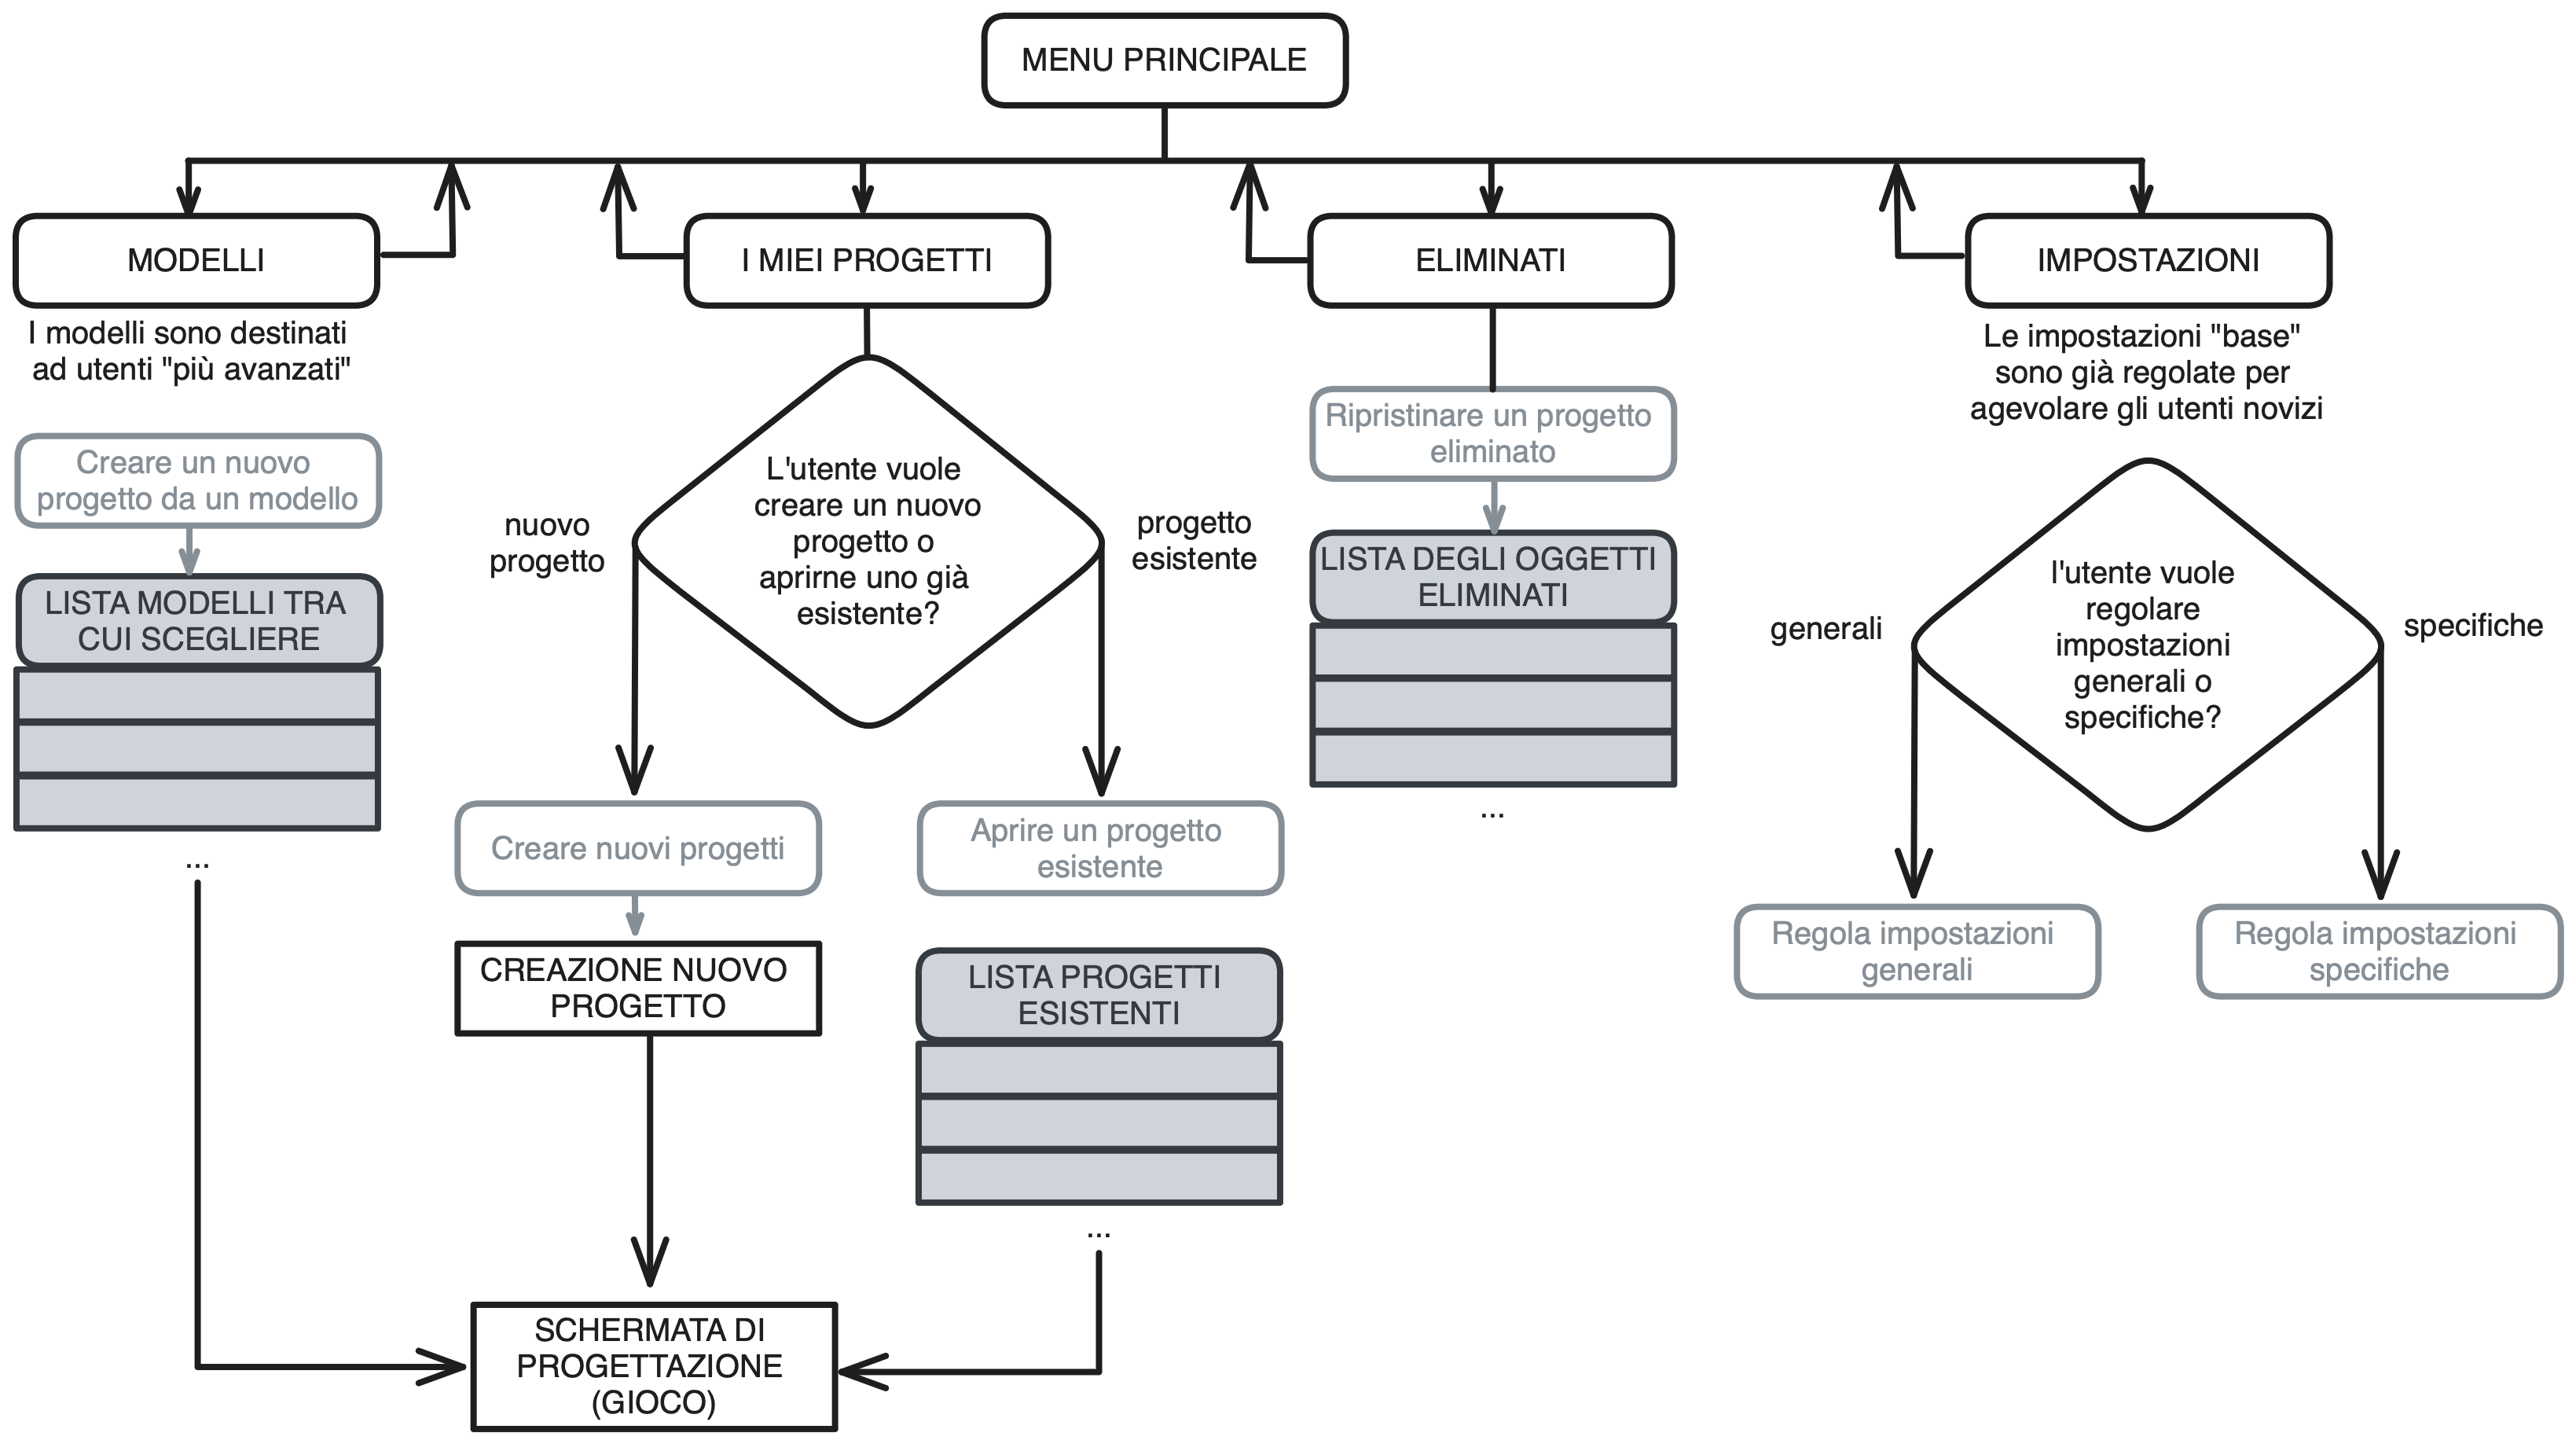 MENU PRINCIPALE
MODELLI
I modelli sono destinati
ad utenti "più avanzati"
Creare un nuovo
progetto da un modello
LISTA MODELLI TRA
CUI SCEGLIERE
...
I MIEI PROGETTI
L'utente vuole
creare un nuovo
progetto o
aprirne uno già
esistente?
nuovo
progetto
progetto
esistente
Creare nuovi progetti
CREAZIONE NUOVO
PROGETTO
Aprire un progetto
esistente
LISTA PROGETTI
ESISTENTI
...
SCHERMATA DI
PROGETTAZIONE
(GIOCO)
ELIMINATI
Ripristinare un progetto
eliminato
LISTA DEGLI OGGETTI
ELIMINATI
...
IMPOSTAZIONI
Le impostazioni "base"
sono già regolate per
agevolare gli utenti novizi
l'utente vuole
regolare
impostazioni
generali o
specifiche?
generali
specifiche
Regola impostazioni
generali
Regola impostazioni
specifiche